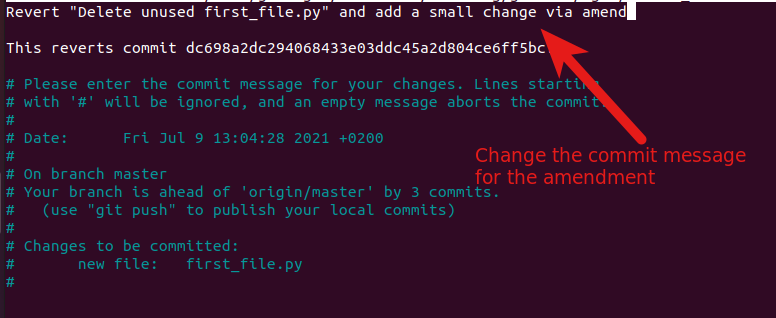 Revert "Delete unused first_file.py" and add a small change via amend
This reverts commit dc698a2dc294068433e03ddc45a2d804ce6ff5bc.
# Please enter the commit message for your changes. Lines starting
# with '#' will be ignored, and an empty message aborts the commit.
#
# Date:      Fri Jul 9 13:04:28 2021 +0200
#
# On branch master
# Your branch is ahead of 'origin/master' by 3 commits.
#   (use "git push" to publish your local commits)
#
# Changes to be committed:
#       new file:   first_file.py
#
Change the commit message
for the amendment